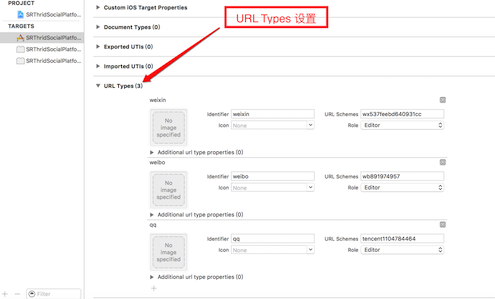 PROJECT
SRThridSocialPlatfo...
TARGETS
SRThridSocialPlatfo...
SRThridSocialPlatfo...
SRThridSocialPlatfo...
Filter
URL Types 设置
Custom iOS Target Properties
Document Types (0)
Exported UTIs (0)
Imported UTIs (0)
URL Types (3)
weixin
No image specified
Identifier weixin URL Schemes wx537feebd640931cc
Icon None Role Editor
Additional url type properties (0)
weibo
No image specified
Identifier weibo URL Schemes wb891974957
Icon None Role Editor
Additional url type properties (0)
qq
No image specified
Identifier qq URL Schemes tencent1104784464
Icon None Role Editor
Additional url type properties (0)